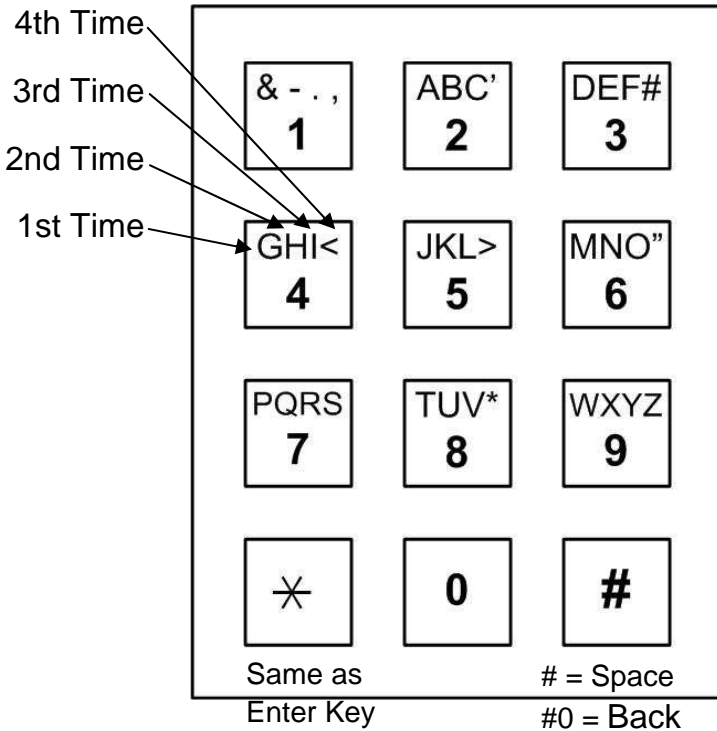 4th Time
3rd Time
2nd Time
1st Time
& - . ,
1
ABC’
2
DEF#
3
GHI<
4
JKL>
5
MNO”
6
PQRS
7
TUV*
8
WXYZ
9
*
0
#
Same as
Enter Key
# = Space
#0 = Back